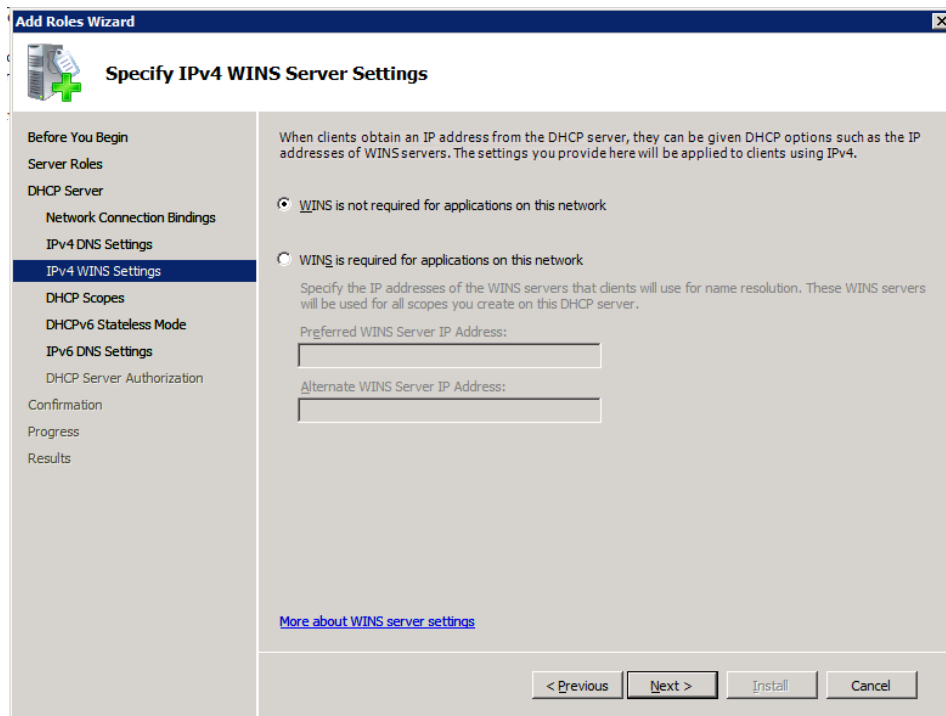 Add Roles Wizard
Specify IPv4 WINS Server Settings
Before You Begin
Server Roles
DHCP Server
Network Connection Bindings
IPv4 DNS Settings
IPv4 WINS Settings
DHCP Scopes
DHCPv6 Stateless Mode
IPv6 DNS Settings
DHCP Server Authorization
Confirmation
Progress
Results
When clients obtain an IP address from the DHCP server, they can be given DHCP options such as the IP
addresses of WINS servers. The settings you provide here will be applied to clients using IPv4.
WINS is not required for applications on this network
WINS is required for applications on this network
Specify the IP addresses of the WINS servers that clients will use for name resolution. These WINS servers
will be used for all scopes you create on this DHCP server.
Preferred WINS Server IP Address:
Alternate WINS Server IP Address:
More about WINS server settings
< Previous
Next >
Install
Cancel